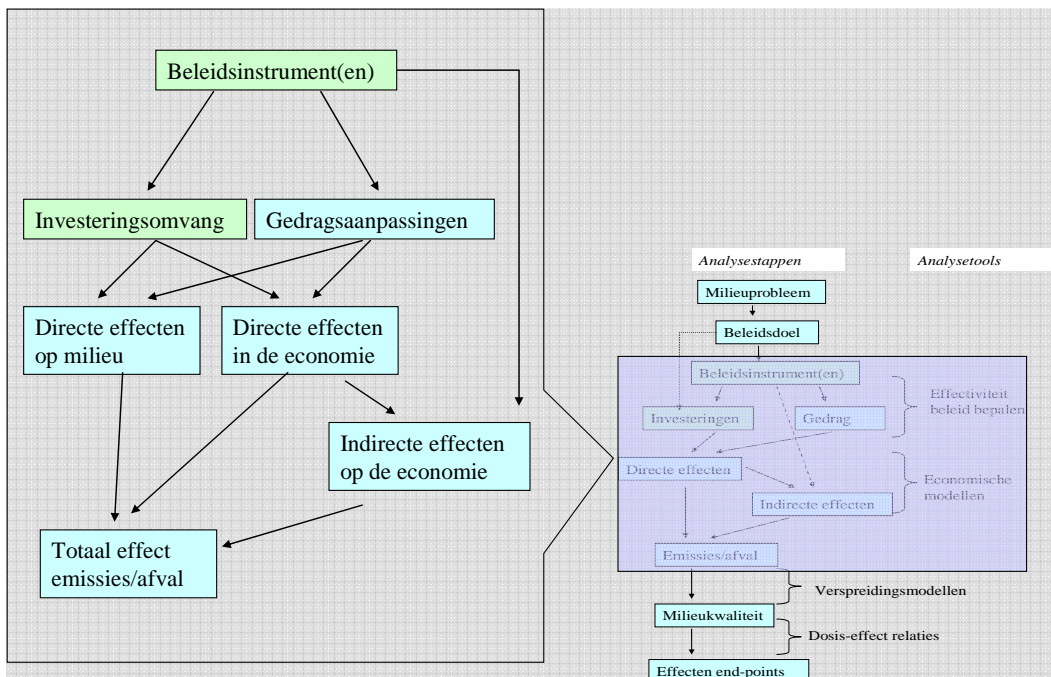 Beleidsinstrument(en)
Investeringsomvang
Gedragsaanpassingen
Directe effecten
op milieu
Directe effecten
in de economie
Indirecte effecten
op de economie
Totaal effect
emissies/afval
Analysestappen
Analysetools
Milieuprobleem
Beleidsdoel
Beleidsinstrument(en)
Investeringen
Gedrag
Effectiviteit
beleid bepalen
Directe effecten
Indirecte effecten
Economische
modellen
Emissies/afval
Verspreidingsmodellen
Milieukwaliteit
Dosis-effect relaties
Effecten end-points